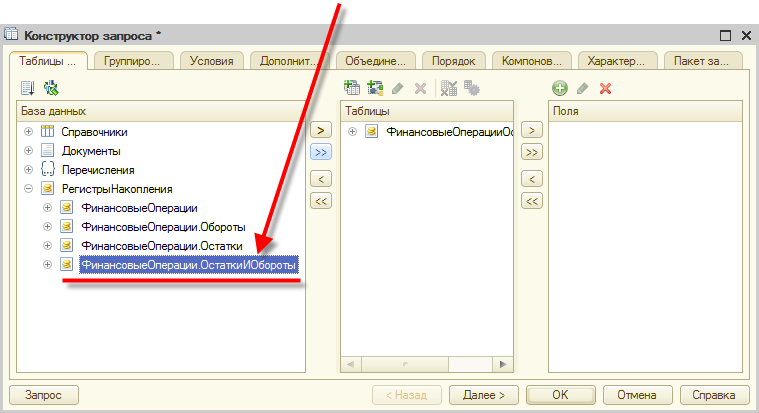 Конструктор запроса *
Таблицы ... Группиро... Условия Дополнит... Объедине... Порядок Компонов... Характер... Пакет за...
База данных Таблицы Поля
Справочники
Документы
Перечисления
РегистрыНакопления
ФинансовыеОперации
ФинансовыеОперации.Обороты
ФинансовыеОперации.Остатки
ФинансовыеОперации.ОстаткиИОбороты
> >> < <<
ФинансовыеОперацииОс
> >> < <<
Запрос < Назад Далее > OK Отмена Справка